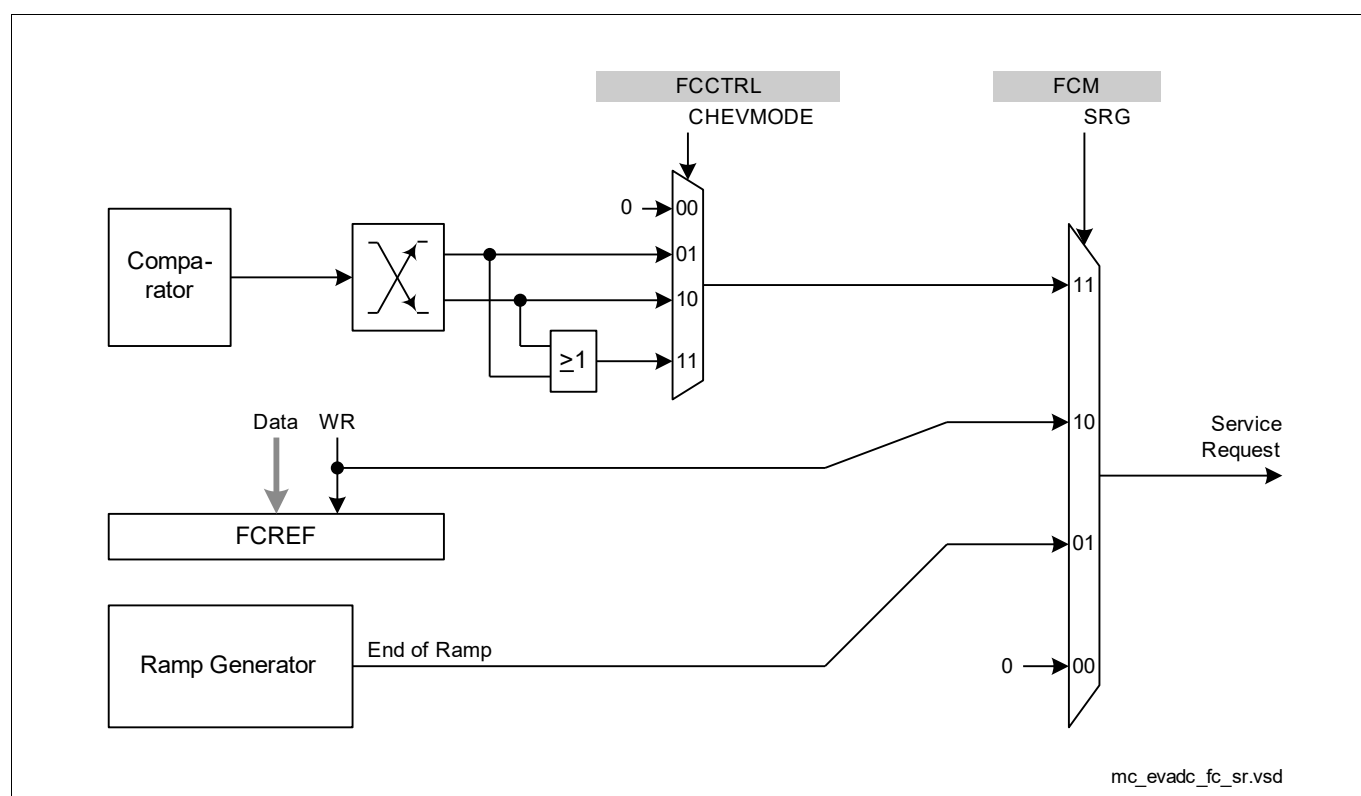 FCCTRL
FCM
CHEVMODE
SRG
0
00
Compa-
rator
01
11
10
≥1
11
Data
WR
10
Service
Request
FCREF
01
Ramp Generator
End of Ramp
0
00
mc_evadc_fc_sr.vsd